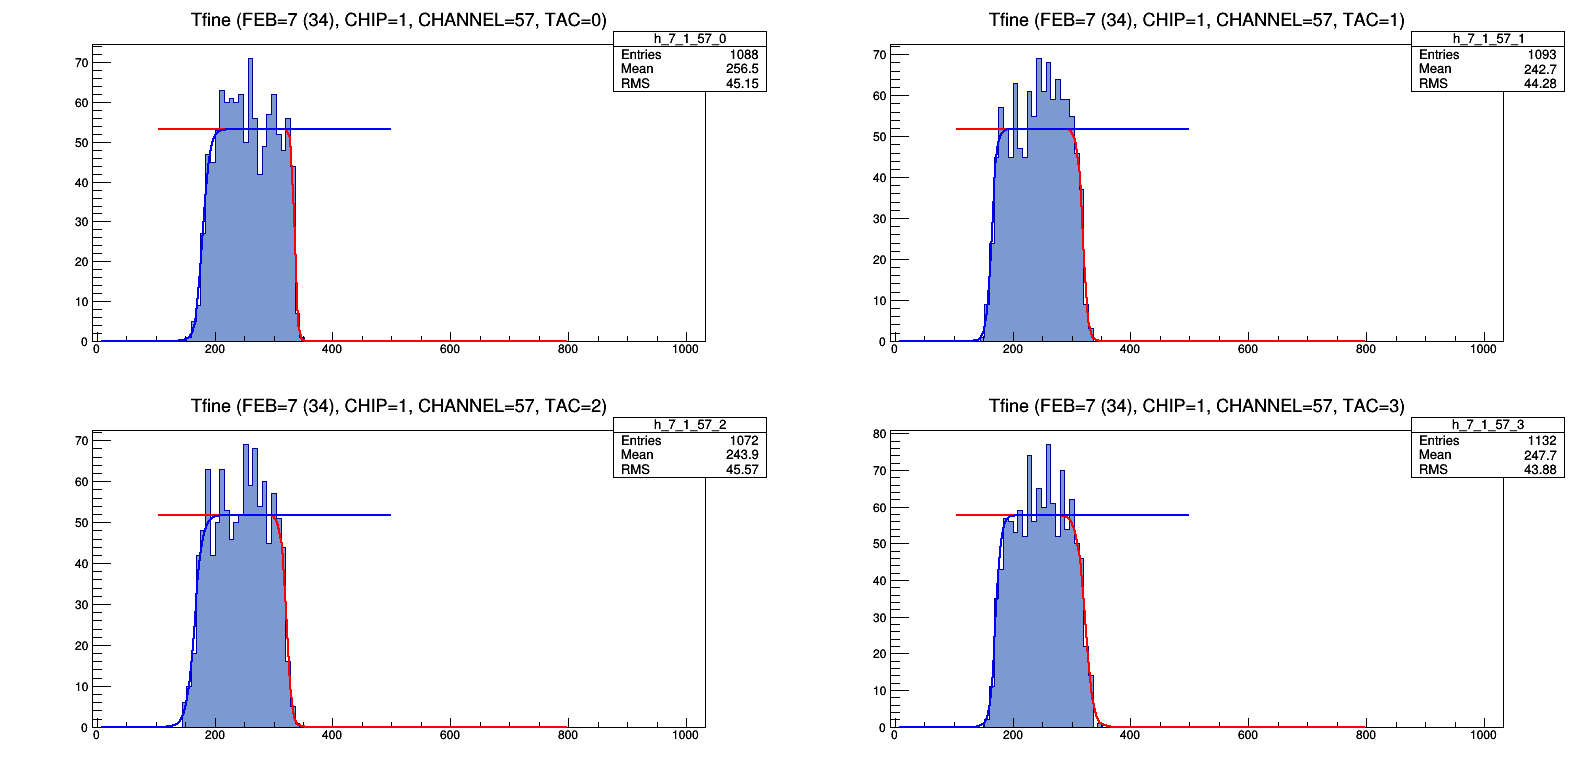 Tfine (FEB=7 (34), CHIP=1, CHANNEL=57, TAC=0)
h_7_1_57_0
Entries 1088
Mean 256.5
RMS 45.15
70
60
50
40
30
20
10
0
0 200 400 600 800 1000
Tfine (FEB=7 (34), CHIP=1, CHANNEL=57, TAC=1)
h_7_1_57_1
Entries 1093
Mean 242.7
RMS 44.28
70
60
50
40
30
20
10
0
0 200 400 600 800 1000
Tfine (FEB=7 (34), CHIP=1, CHANNEL=57, TAC=2)
h_7_1_57_2
Entries 1072
Mean 243.9
RMS 45.57
70
60
50
40
30
20
10
0
0 200 400 600 800 1000
Tfine (FEB=7 (34), CHIP=1, CHANNEL=57, TAC=3)
h_7_1_57_3
Entries 1132
Mean 247.7
RMS 43.88
80
70
60
50
40
30
20
10
0
0 200 400 600 800 1000